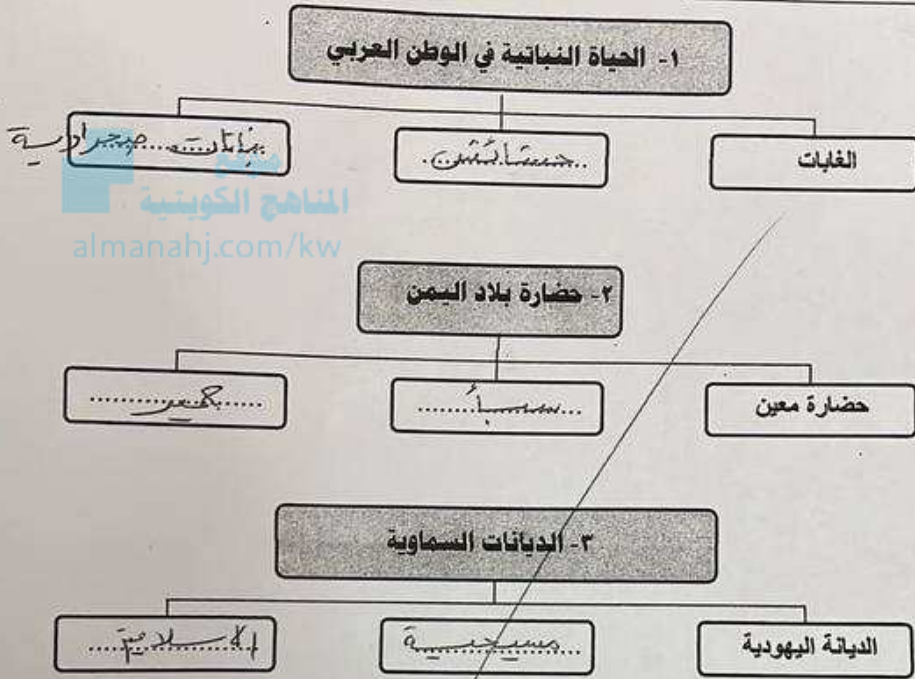 ١- الحياة النباتية في الوطن العربي
الغابات
حشائش
نباتات صحراوية
موقع
المناهج الكويتية
almanahj.com/kw
٢- حضارة بلاد اليمن
حضارة معين
سبأ
حمير
٣- الديانات السماوية
الديانة اليهودية
مسيحية
الاسلامية